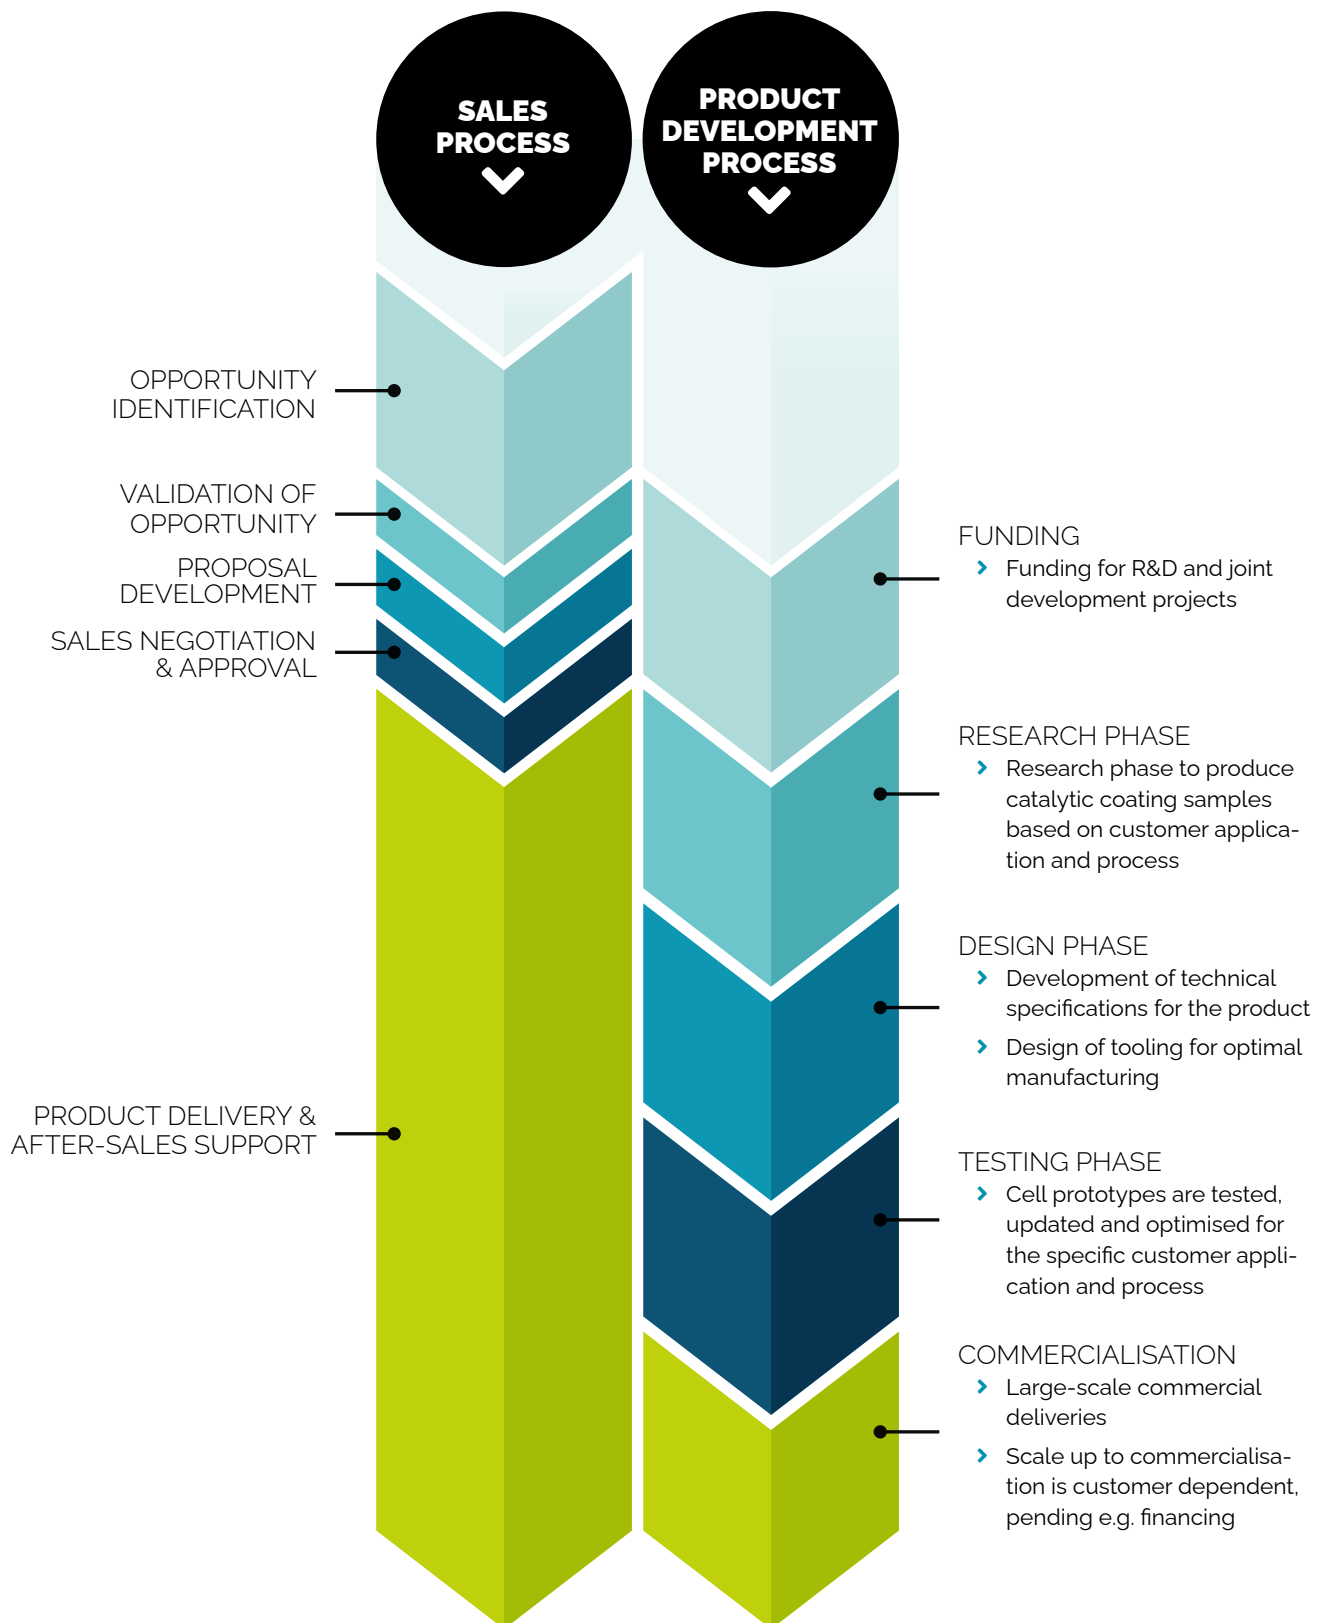 SALES
PROCESS
PRODUCT
DEVELOPMENT
PROCESS
OPPORTUNITY
IDENTIFICATION
VALIDATION OF
OPPORTUNITY
PROPOSAL
DEVELOPMENT
SALES NEGOTIATION
& APPROVAL
PRODUCT DELIVERY &
AFTER-SALES SUPPORT
FUNDING
Funding for R&D and joint
development projects
RESEARCH PHASE
Research phase to produce
catalytic coating samples
based on customer applica-
tion and process
DESIGN PHASE
Development of technical
specifications for the product
Design of tooling for optimal
manufacturing
TESTING PHASE
Cell prototypes are tested,
updated and optimised for
the specific customer appli-
cation and process
COMMERCIALISATION
Large-scale commercial
deliveries
Scale up to commercialisa-
tion is customer dependent,
pending e.g. financing